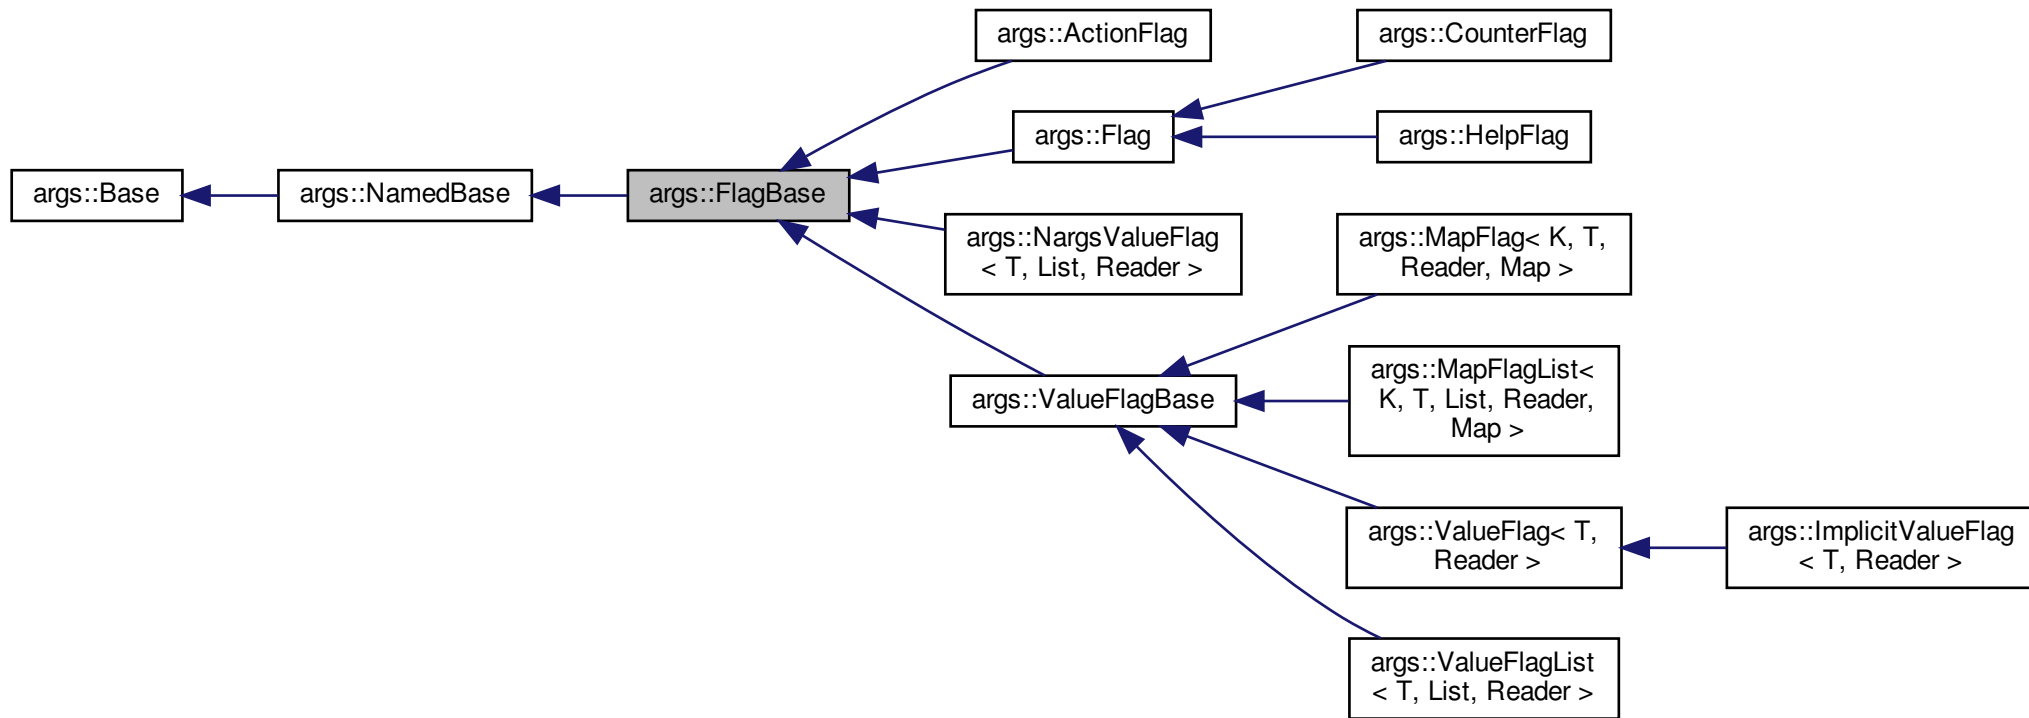 args::ActionFlag
args::CounterFlag
args::Flag
args::HelpFlag
args::Base
args::NamedBase
args::FlagBase
args::NargsValueFlag
< T, List, Reader >
args::MapFlag< K, T,
Reader, Map >
args::ValueFlagBase
args::MapFlagList<
K, T, List, Reader,
Map >
args::ValueFlag< T,
Reader >
args::ImplicitValueFlag
< T, Reader >
args::ValueFlagList
< T, List, Reader >